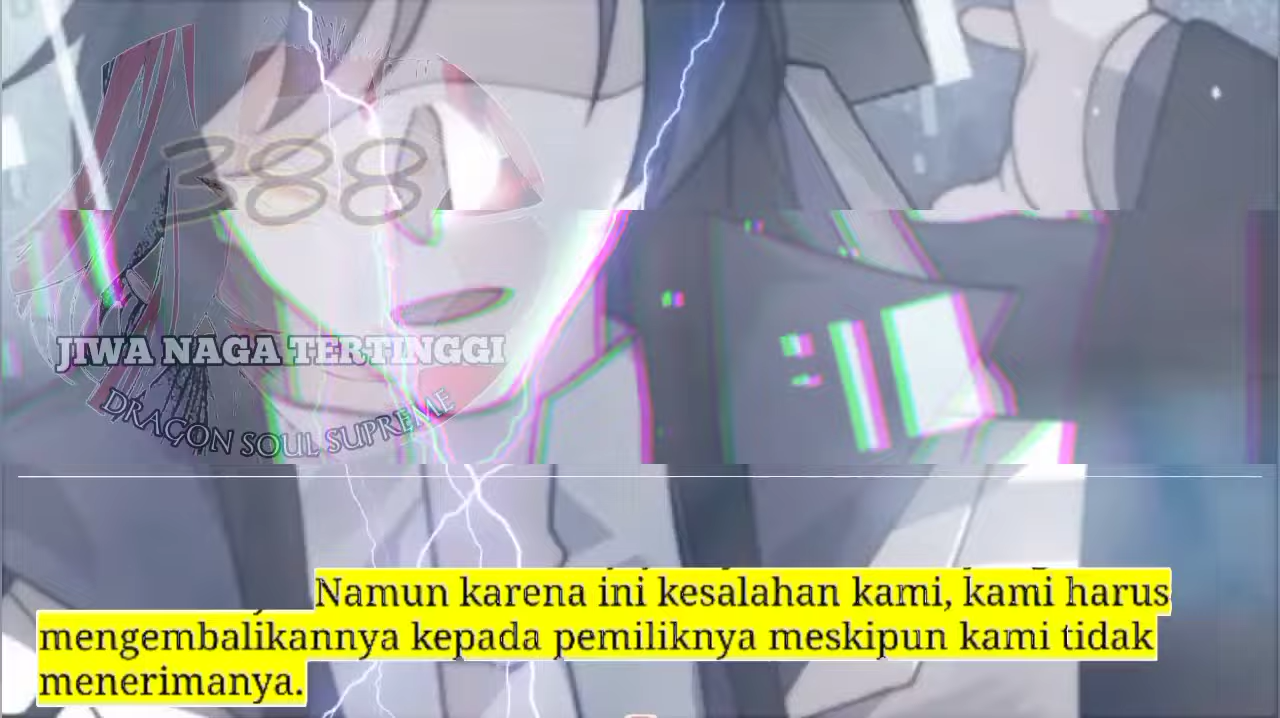 388
JIWA NAGA TERTINGGI
DRAGON SOUL SUPREME
Namun karena ini kesalahan kami, kami harus
mengembalikannya kepada pemiliknya meskipun kami tidak
menerimanya.